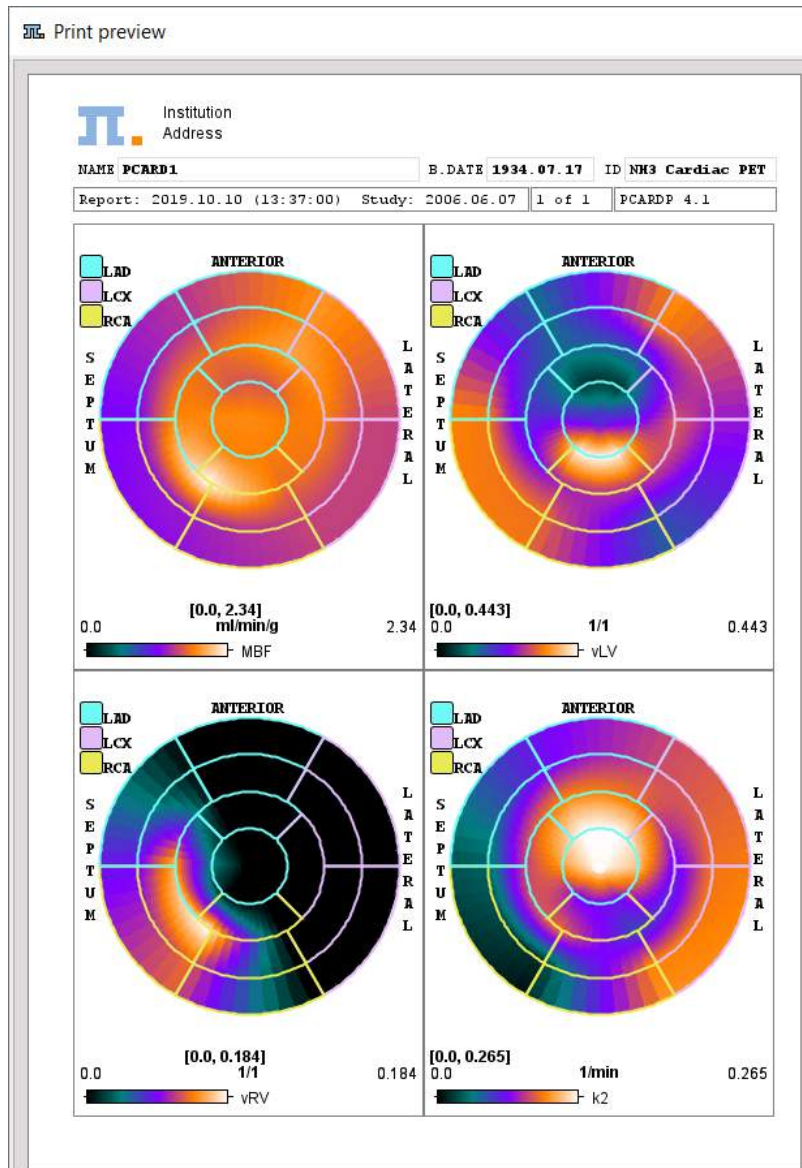 Print preview
Institution
Address
NAME PCARD1 B.DATE 1934.07.17 ID NH3 Cardiac PET
Report: 2019.10.10 (13:37:00) Study: 2006.06.07 1 of 1 PCARDP 4.1
LAD
LCX
RCA
ANTERIOR
SEPTUM
LATERAL
[0.0, 2.34]
0.0 ml/min/g 2.34
MBF
LAD
LCX
RCA
ANTERIOR
SEPTUM
LATERAL
[0.0, 0.443]
0.0 1/1 0.443
vLV
LAD
LCX
RCA
ANTERIOR
SEPTUM
LATERAL
[0.0, 0.184]
0.0 1/1 0.184
vRV
LAD
LCX
RCA
ANTERIOR
SEPTUM
LATERAL
[0.0, 0.265]
0.0 1/min 0.265
k2